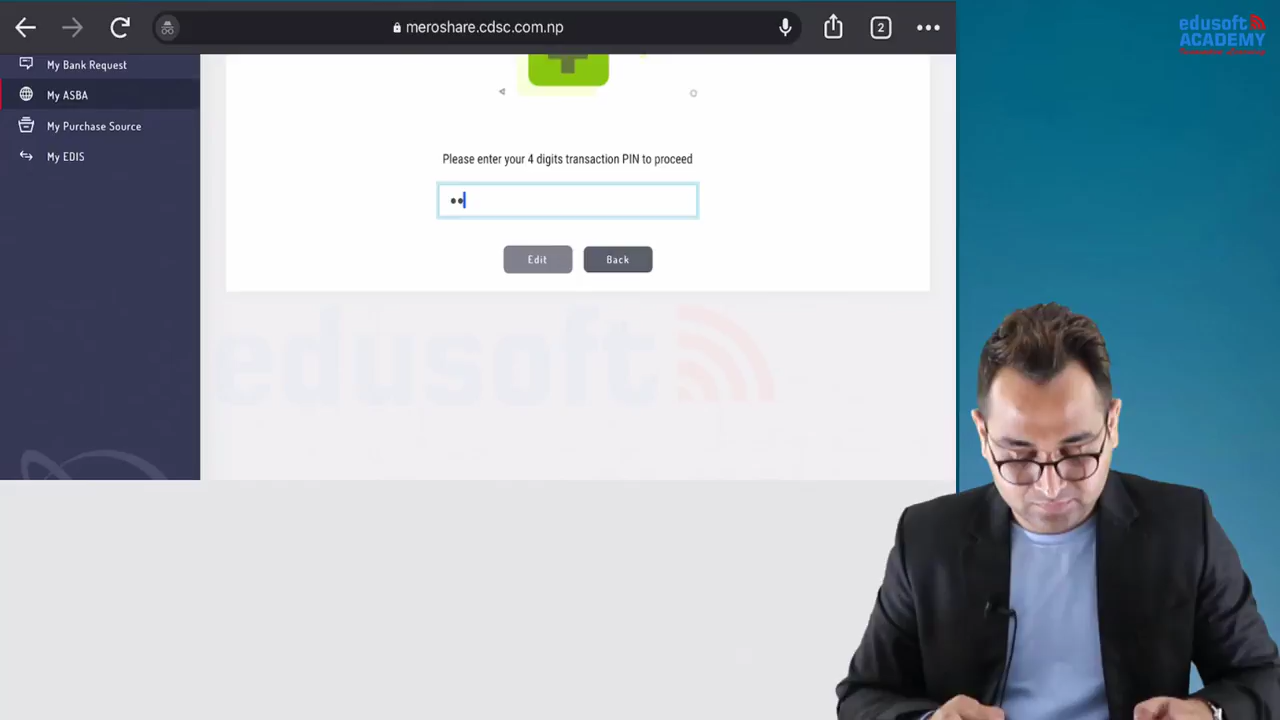 meroshare.cdsc.com.np
2
edusoft
ACADEMY
My Bank Request
My ASBA
My Purchase Source
My EDIS
Please enter your 4 digits transaction PIN to proceed
••
Edit
Back
edusoft